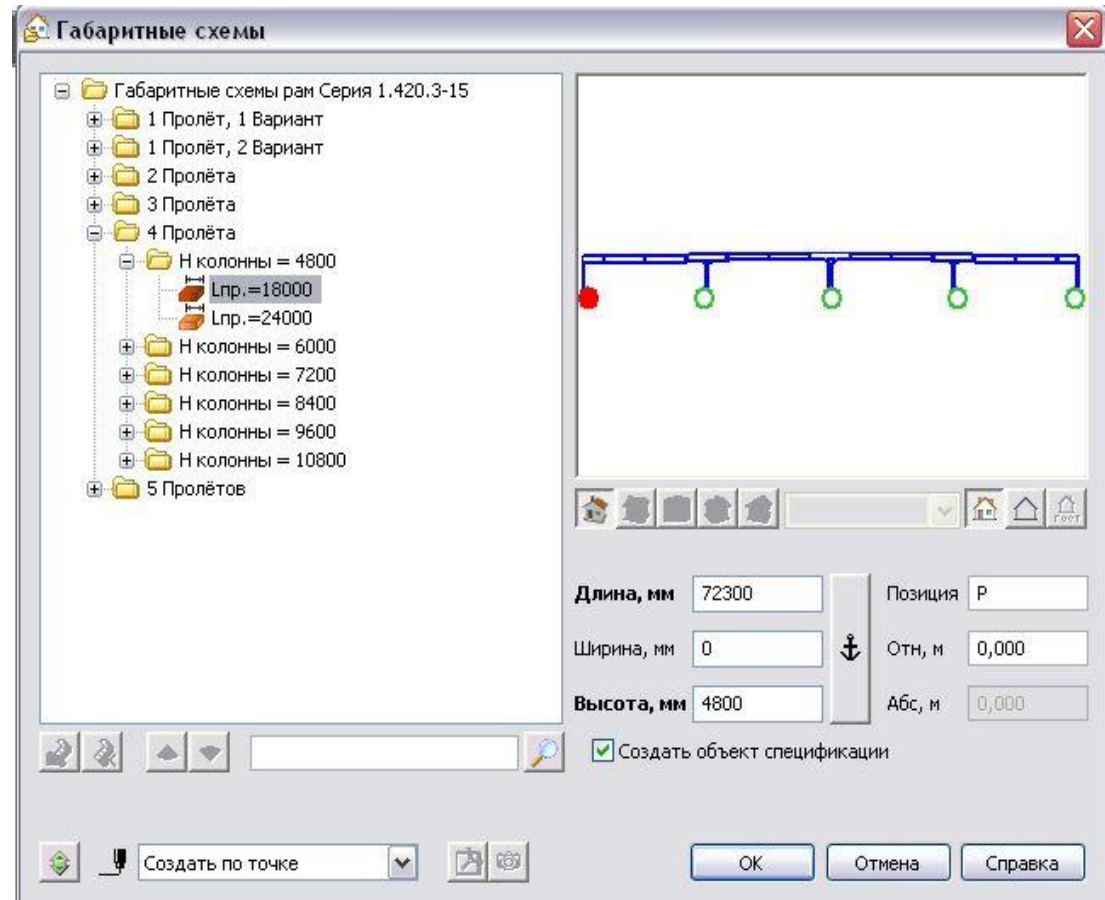 Габаритные схемы
Габаритные схемы рам Серия 1.420.3-15
1 Пролёт, 1 Вариант
1 Пролёт, 2 Вариант
2 Пролёта
3 Пролёта
4 Пролёта
Н колонны = 4800
Lпр.=18000
Lпр.=24000
Н колонны = 6000
Н колонны = 7200
Н колонны = 8400
Н колонны = 9600
Н колонны = 10800
5 Пролётов
ГОСТ
Длина, мм 72300 Позиция Р
Ширина, мм 0 Отн, м 0,000
Высота, мм 4800 Абс, м 0,000
Создать объект спецификации
Создать по точке ОК Отмена Справка